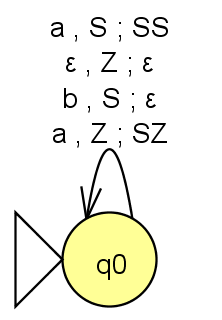 a , S ; SS
ε , Z ; ε
b , S ; ε
a , Z ; SZ
q0